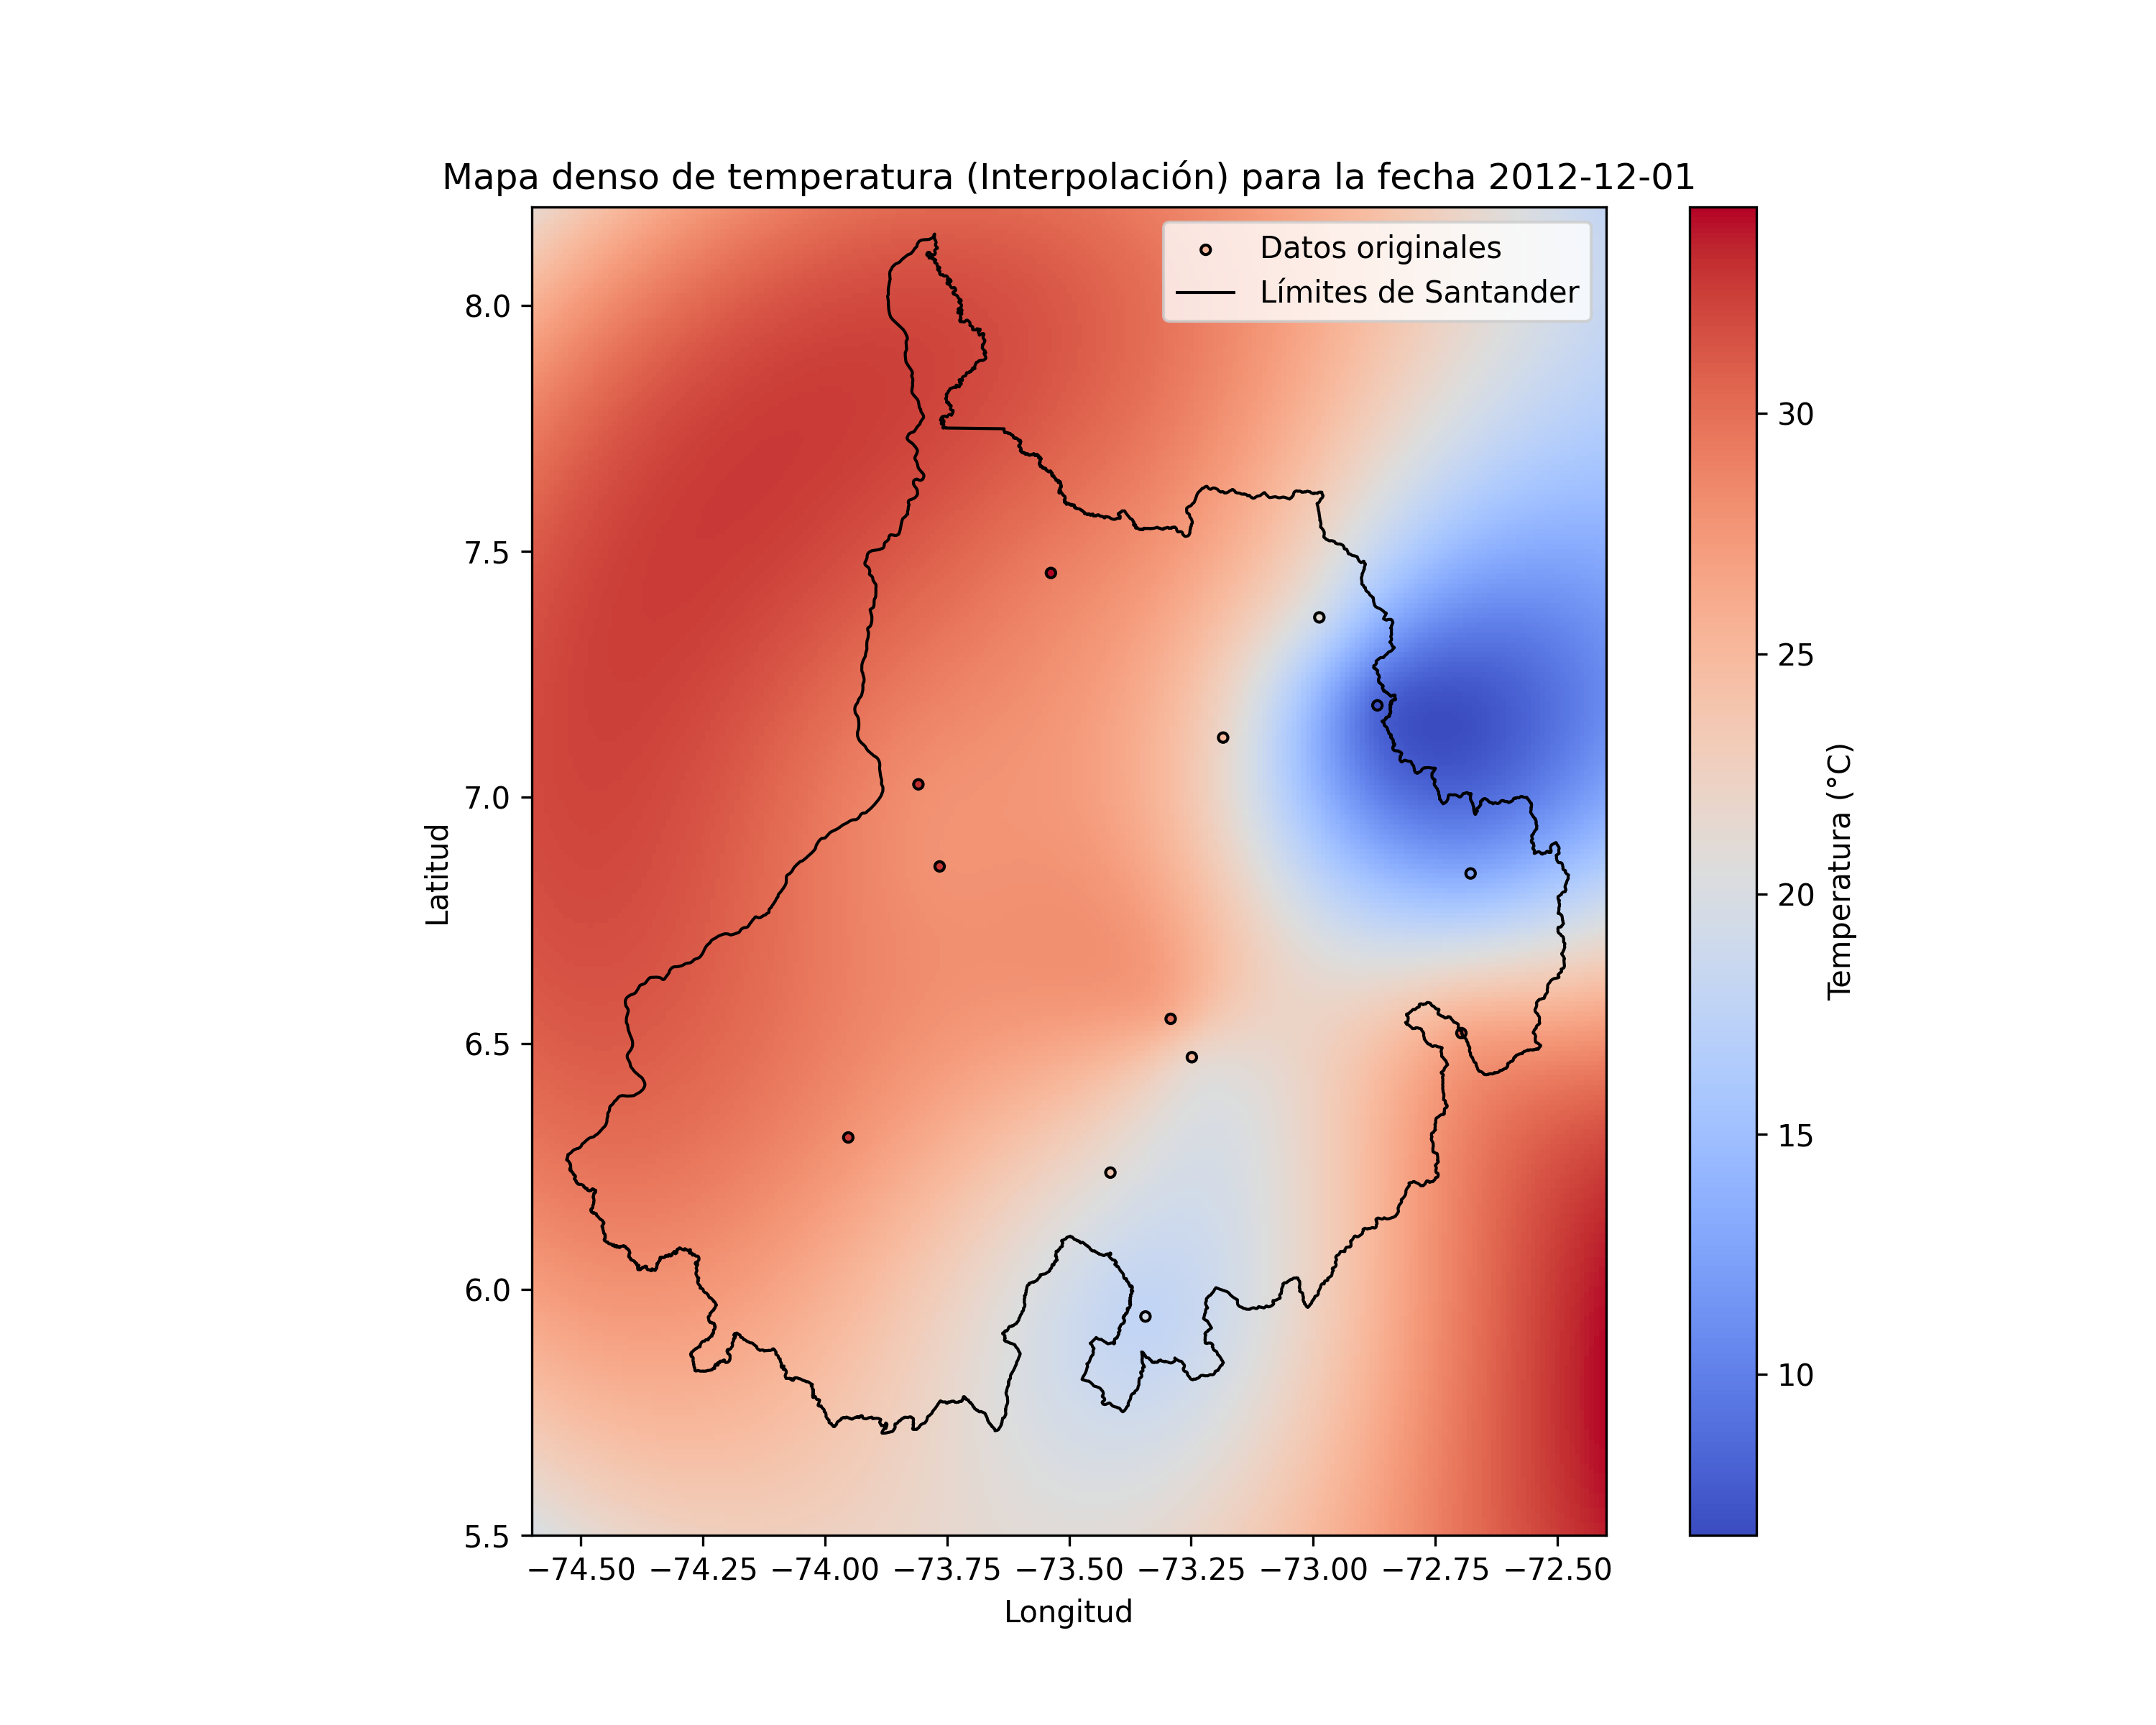 Mapa denso de temperatura (Interpolación) para la fecha 2012-12-01
Datos originales
Límites de Santander
8.0
7.5
7.0
6.5
6.0
5.5
Latitud
−74.50 −74.25 −74.00 −73.75 −73.50 −73.25 −73.00 −72.75 −72.50
Longitud
30
25
20
15
10
Temperatura (°C)